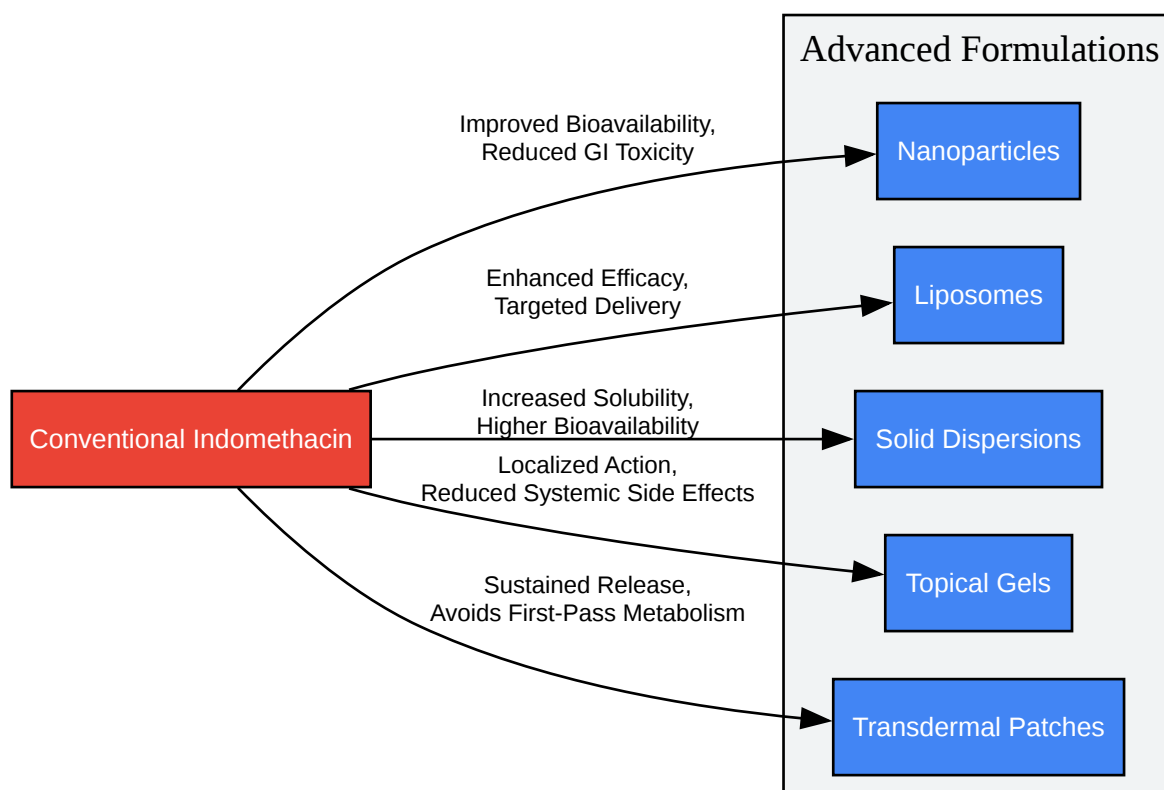 Advanced Formulations
Improved Bioavailability,
Reduced GI Toxicity
Nanoparticles
Enhanced Efficacy,
Targeted Delivery
Liposomes
Conventional Indomethacin
Increased Solubility,
Higher Bioavailability
Solid Dispersions
Localized Action,
Reduced Systemic Side Effects
Topical Gels
Sustained Release,
Avoids First-Pass Metabolism
Transdermal Patches